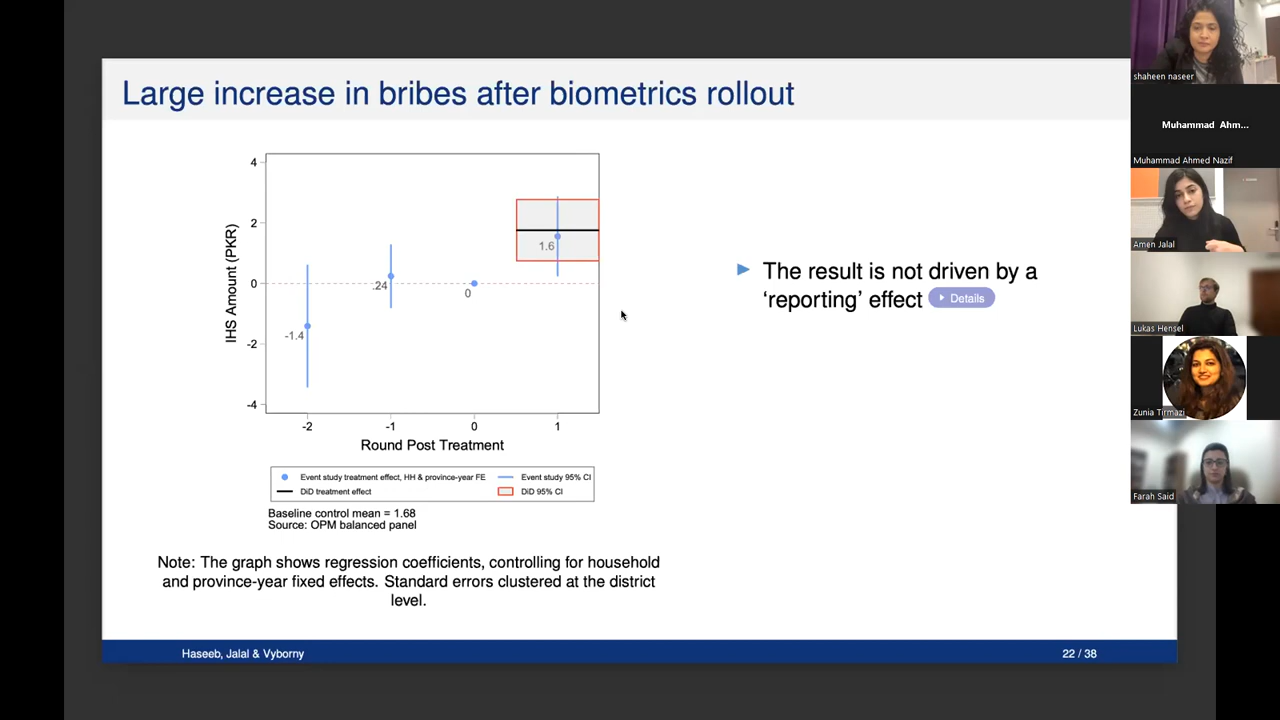 Large increase in bribes after biometrics rollout
4
2
0
-2
-4
IHS Amount (PKR)
-1.4
.24
0
1.6
-2
-1
0
1
Round Post Treatment
Event study treatment effect, HH & province-year FE
Event study 95% CI
DiD treatment effect
DiD 95% CI
Baseline control mean = 1.68
Source: OPM balanced panel
Note: The graph shows regression coefficients, controlling for household
and province-year fixed effects. Standard errors clustered at the district
level.
The result is not driven by a
‘reporting’ effect
Details
Haseeb, Jalal & Vyborny
22 / 38
shaheen naseer
Muhammad Ahm...
Muhammad Ahmed Nazif
Amen Jalal
Lukas Hensel
Zunia Tirmazi
Farah Said